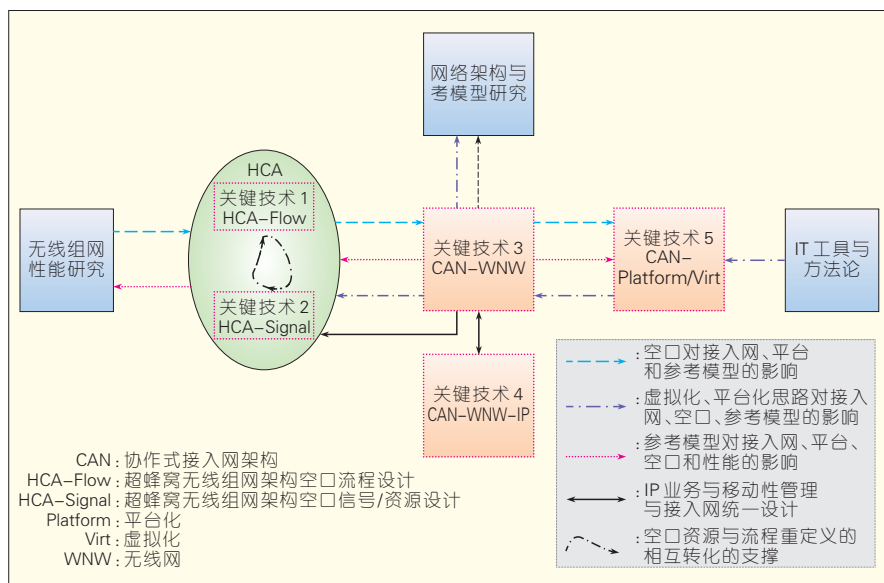 网络架构与
考模型研究
HCA
关键技术1
HCA-Flow
关键技术2
HCA-Signal
无线组网
性能研究
关键技术3
CAN-WNW
关键技术5
CAN-
Platform/Virt
IT工具与
方法论
关键技术4
CAN-WNW-IP
CAN:协作式接入网架构
HCA-Flow:超蜂窝无线组网架构空口流程设计
HCA-Signal:超蜂窝无线组网架构空口信号/资源设计
Platform:平台化
Virt:虚拟化
WNW:无线网
:空口对接入网、平台
和参考模型的影响
:虚拟化、平台化思路对接入
网、空口、参考模型的影响
:参考模型对接入网、平台、
空口和性能的影响
:IP业务与移动性管理
与接入网统一设计
:空口资源与流程重定义的
相互转化的支撑